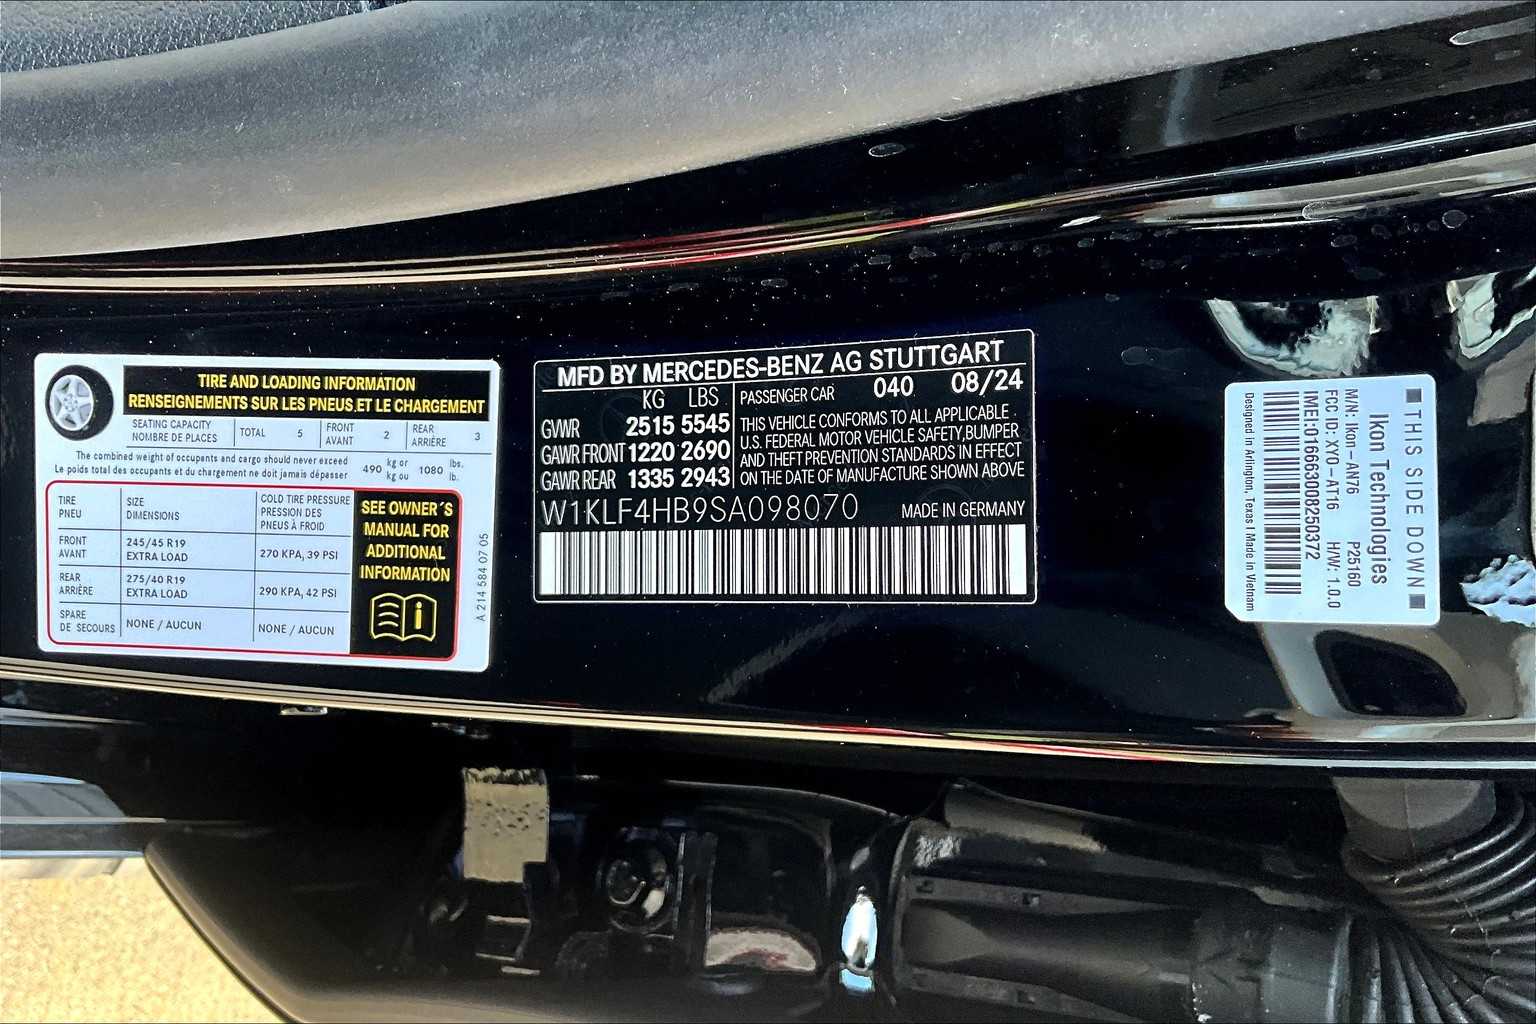 TIRE AND LOADING INFORMATION
RENSEIGNEMENTS SUR LES PNEUS ET LE CHARGEMENT
SEATING CAPACITY
NOMBRE DE PLACES
TOTAL 5
FRONT
AVANT
2
REAR
ARRIÈRE
3
The combined weight of occupants and cargo should never exceed
Le poids total des occupants et du chargement ne doit jamais dépasser
490 kg or
kg ou
1080 lbs.
lb.
TIRE
PNEU
SIZE
DIMENSIONS
COLD TIRE PRESSURE
PRESSION DES
PNEUS À FROID
FRONT
AVANT
245/45 R19
EXTRA LOAD
270 KPA, 39 PSI
REAR
ARRIÈRE
275/40 R19
EXTRA LOAD
290 KPA, 42 PSI
SPARE
DE SECOURS
NONE / AUCUN
NONE / AUCUN
SEE OWNER´S
MANUAL FOR
ADDITIONAL
INFORMATION
i
A 214 584 07 05
MFD BY MERCEDES-BENZ AG STUTTGART
KG LBS
GVWR 2515 5545
GAWR FRONT 1220 2690
GAWR REAR 1335 2943
PASSENGER CAR 040 08/24
THIS VEHICLE CONFORMS TO ALL APPLICABLE
U.S. FEDERAL MOTOR VEHICLE SAFETY,BUMPER
AND THEFT PREVENTION STANDARDS IN EFFECT
ON THE DATE OF MANUFACTURE SHOWN ABOVE
W1KLF4HB9SA098070 MADE IN GERMANY
THIS SIDE DOWN
Ikon Technologies
M/N: Ikon-AN76 P25160
FCC ID: XYO-AT16 H/W: 1.0.0
IME:016663008250372
Designed in Arlington, Texas | Made in Vietnam